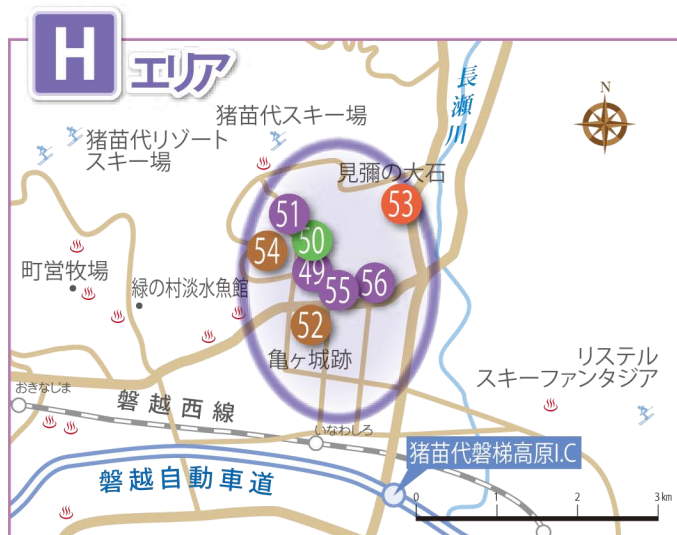 H エリア
N
長瀬川
猪苗代スキー場
猪苗代リゾート
スキー場
見彌の大石
53
51
50
54
49
55
56
52
町営牧場
緑の村淡水魚館
亀ヶ城跡
リステル
スキーファンタジア
おきなじま
磐越西線
いなわしろ
猪苗代磐梯高原I.C
磐越自動車道
0 1 2 3km